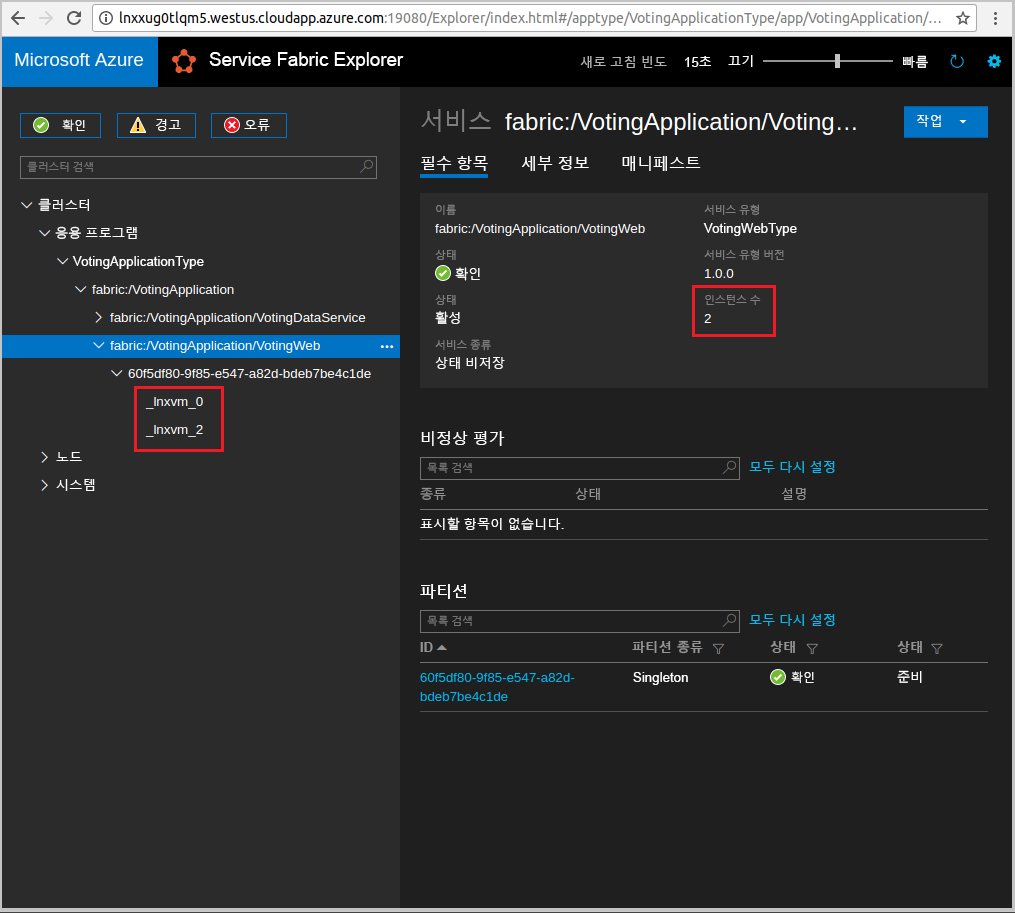 lnxxug0tlqm5.westus.cloudapp.azure.com:19080/Explorer/index.html#/apptype/VotingApplicationType/app/VotingApplication/...
Microsoft Azure
Service Fabric Explorer
새로 고침 빈도 15초 끄기 빠름
확인 경고 오류
클러스터 검색
클러스터
응용 프로그램
VotingApplicationType
fabric:/VotingApplication
fabric:/VotingApplication/VotingDataService
fabric:/VotingApplication/VotingWeb ...
60f5df80-9f85-e547-a82d-bdeb7be4c1de
_lnxvm_0
_lnxvm_2
노드
시스템
서비스 fabric:/VotingApplication/Voting...
작업
필수 항목 세부 정보 매니페스트
이름 서비스 유형
fabric:/VotingApplication/VotingWeb VotingWebType
상태 서비스 유형 버전
확인 1.0.0
상태 인스턴스 수
활성 2
서비스 종류
상태 비저장
비정상 평가
목록 검색 모두 다시 설정
종류 상태 설명
표시할 항목이 없습니다.
파티션
목록 검색 모두 다시 설정
ID 파티션 종류 상태 상태
60f5df80-9f85-e547-a82d- Singleton 확인 준비
bdeb7be4c1de